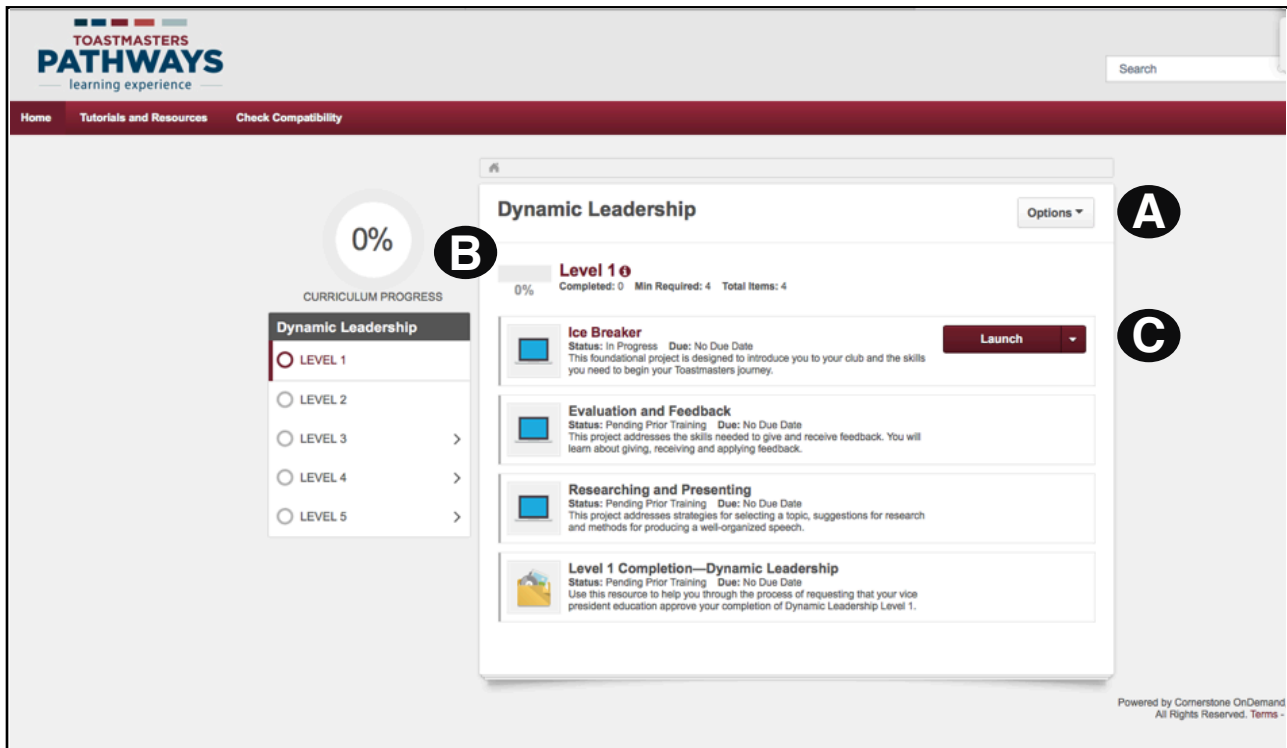 TOASTMASTERS
PATHWAYS
learning experience
Search
Home Tutorials and Resources Check Compatibility
Dynamic Leadership
Options
A
0%
B
CURRICULUM PROGRESS
0%
Level 1
Completed: 0 Min Required: 4 Total Items: 4
Dynamic Leadership
LEVEL 1
LEVEL 2
LEVEL 3
LEVEL 4
LEVEL 5
Ice Breaker
Status: In Progress Due: No Due Date
This foundational project is designed to introduce you to your club and the skills
you need to begin your Toastmasters journey.
Launch
C
Evaluation and Feedback
Status: Pending Prior Training Due: No Due Date
This project addresses the skills needed to give and receive feedback. You will
learn about giving, receiving and applying feedback.
Researching and Presenting
Status: Pending Prior Training Due: No Due Date
This project addresses strategies for selecting a topic, suggestions for research
and methods for producing a well-organized speech.
Level 1 Completion—Dynamic Leadership
Status: Pending Prior Training Due: No Due Date
Use this resource to help you through the process of requesting that your vice
president education approve your completion of Dynamic Leadership Level 1.
Powered by Cornerstone OnDemand
All Rights Reserved. Terms -